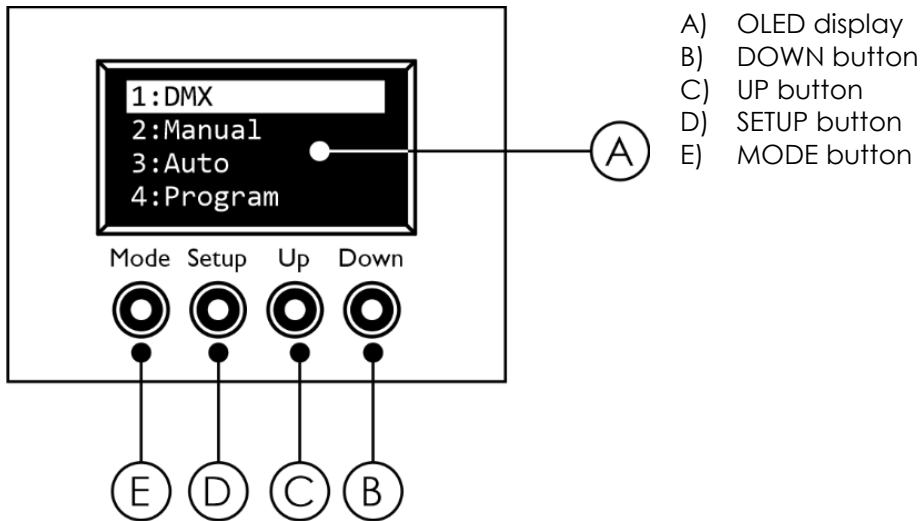 1:DMX
2:Manual
3:Auto
4:Program
Mode Setup Up Down
A
E D C B
A) OLED display
B) DOWN button
C) UP button
D) SETUP button
E) MODE button